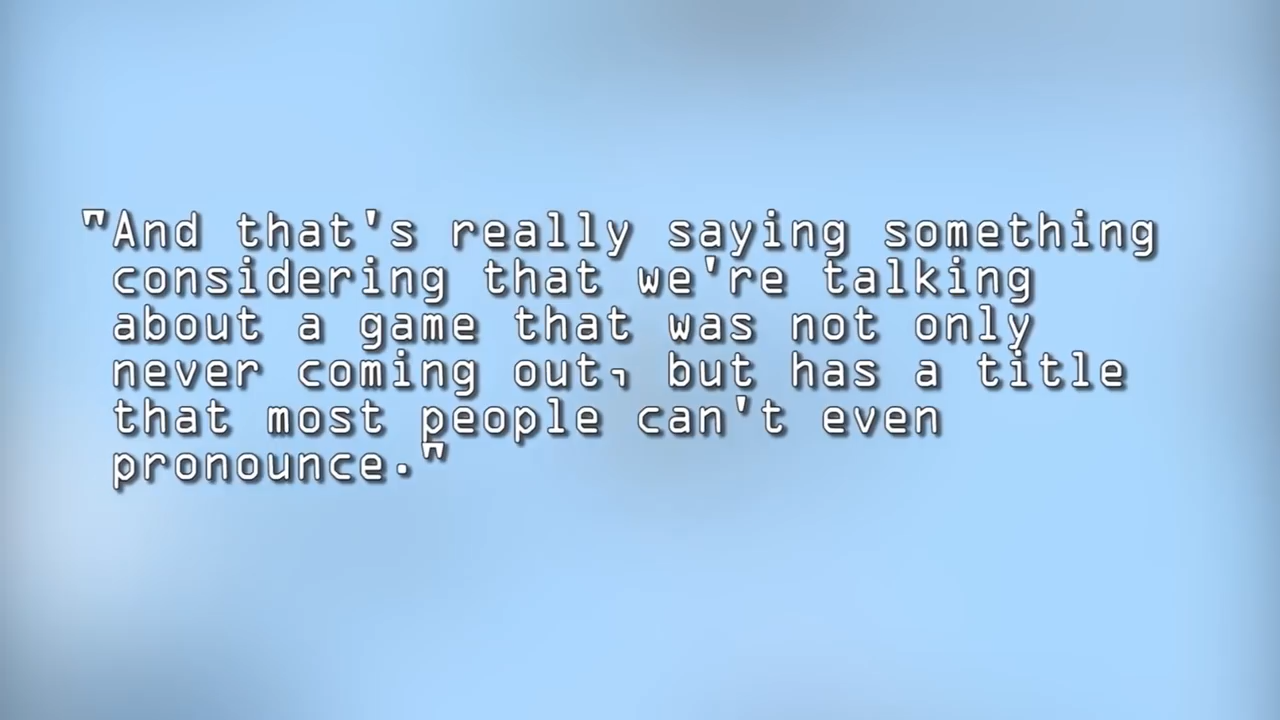 "And that's really saying something
considering that we're talking
about a game that was not only
never coming out, but has a title
that most people can't even
pronounce."